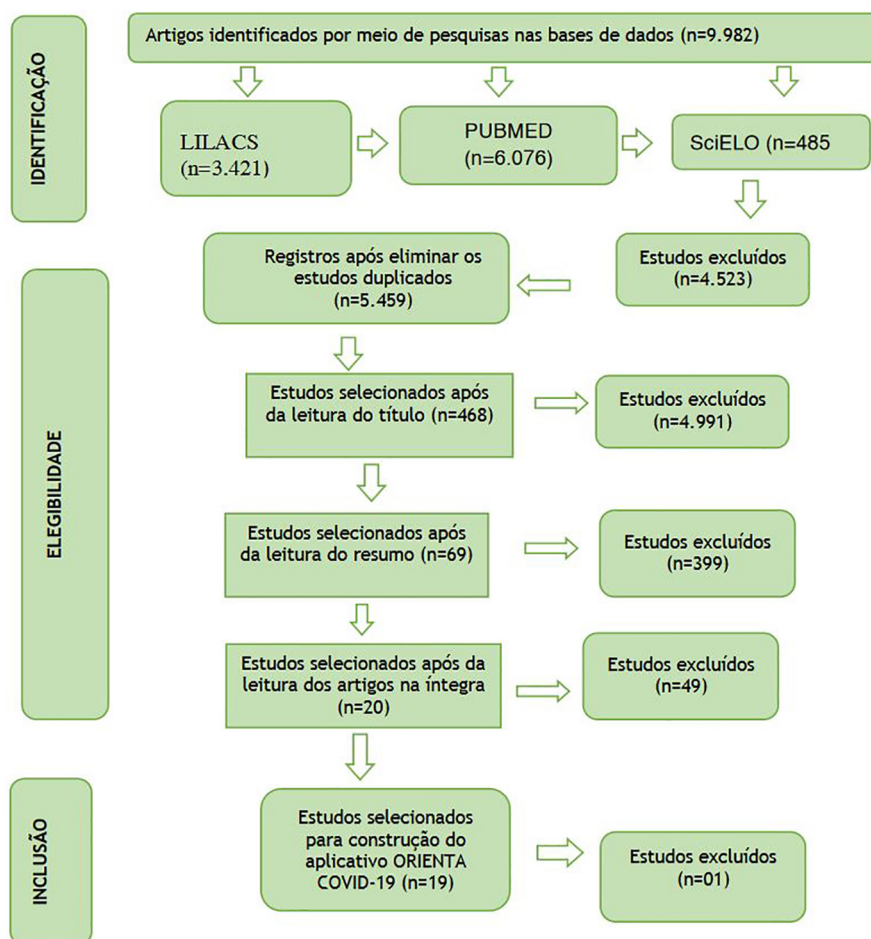 IDENTIFICAÇÃO
Artigos identificados por meio de pesquisas nas bases de dados (n=9.982)
LILACS
(n=3.421)
PUBMED
(n=6.076)
SciELO (n=485
ELEGIBILIDADE
Registros após eliminar os
estudos duplicados
(n=5.459)
Estudos excluídos
(n=4.523)
Estudos selecionados após
da leitura do título (n=468)
Estudos excluídos
(n=4.991)
Estudos selecionados após
da leitura do resumo (n=69)
Estudos excluídos
(n=399)
Estudos selecionados após da
leitura dos artigos na íntegra
(n=20)
Estudos excluídos
(n=49)
INCLUSÃO
Estudos selecionados
para construção do
aplicativo ORIENTA
COVID-19 (n=19)
Estudos excluídos
(n=01)